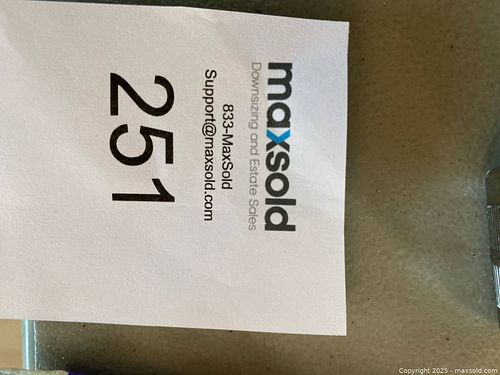 maxsold
Downsizing and Estate Sales
833-MaxSold
Support@maxsold.com
251
Copyright 2025 - maxsold.com